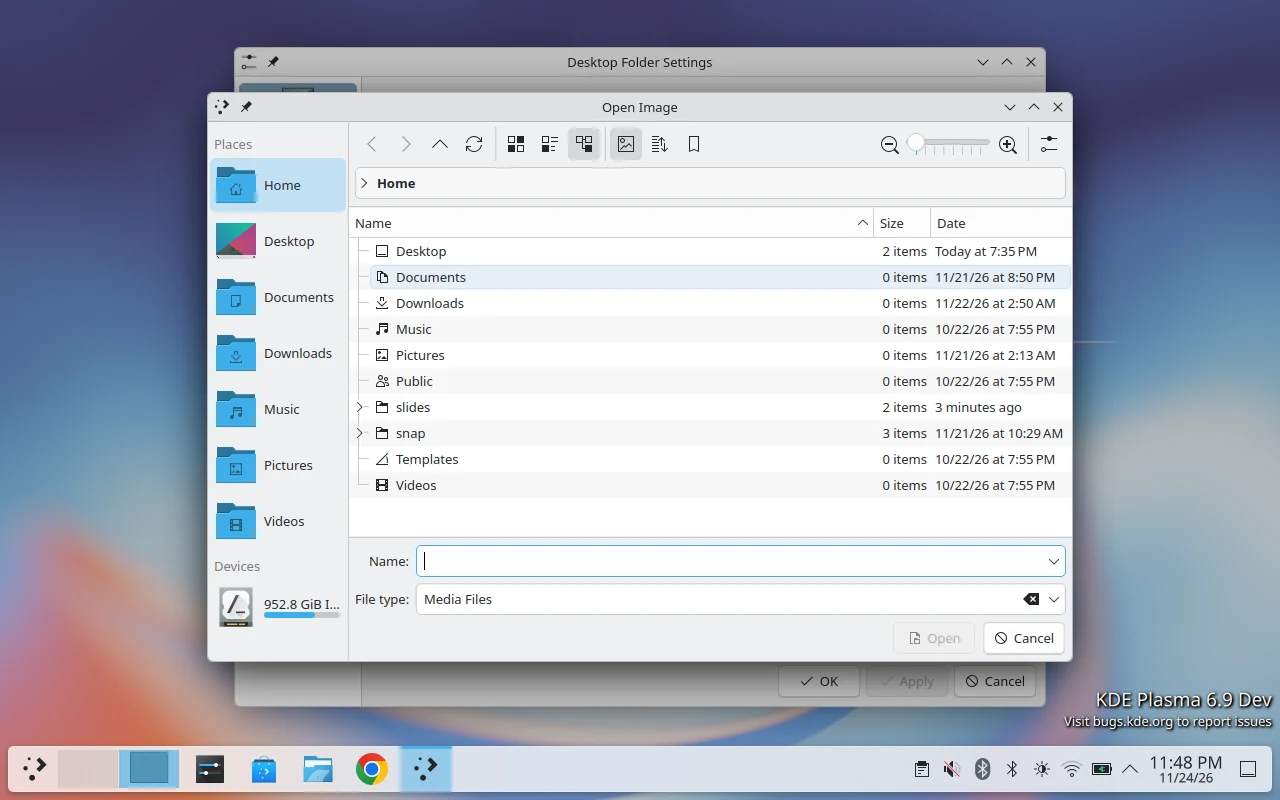 Desktop Folder Settings
Open Image
Places
Home
Desktop
Documents
Downloads
Music
Pictures
Videos
Devices
952.8 GiB I...
Home
Name Size Date
Desktop 2 items Today at 7:35 PM
Documents 0 items 11/21/26 at 8:50 PM
Downloads 0 items 11/22/26 at 2:50 AM
Music 0 items 10/22/26 at 7:55 PM
Pictures 0 items 11/21/26 at 2:13 AM
Public 0 items 10/22/26 at 7:55 PM
slides 2 items 3 minutes ago
snap 3 items 11/21/26 at 10:29 AM
Templates 0 items 10/22/26 at 7:55 PM
Videos 0 items 10/22/26 at 7:55 PM
Name:
File type: Media Files
Open Cancel
OK Apply Cancel
KDE Plasma 6.9 Dev
Visit bugs.kde.org to report issues
11:48 PM
11/24/26